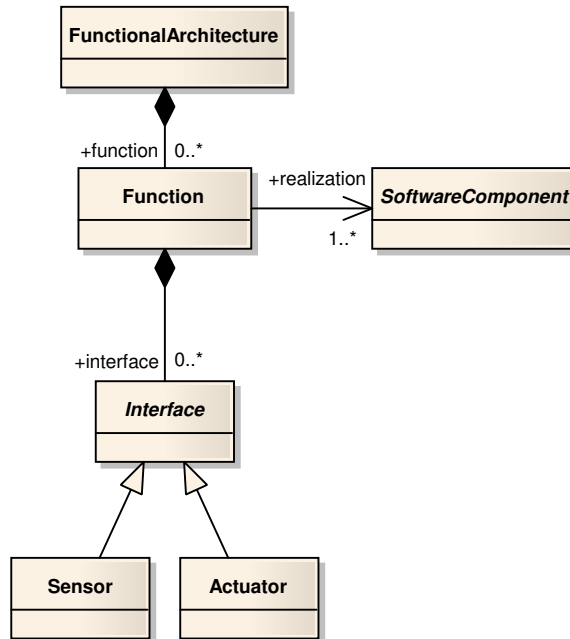 FunctionalArchitecture
+function 0..*
Function
+realization
1..*
SoftwareComponent
+interface 0..*
Interface
Sensor
Actuator